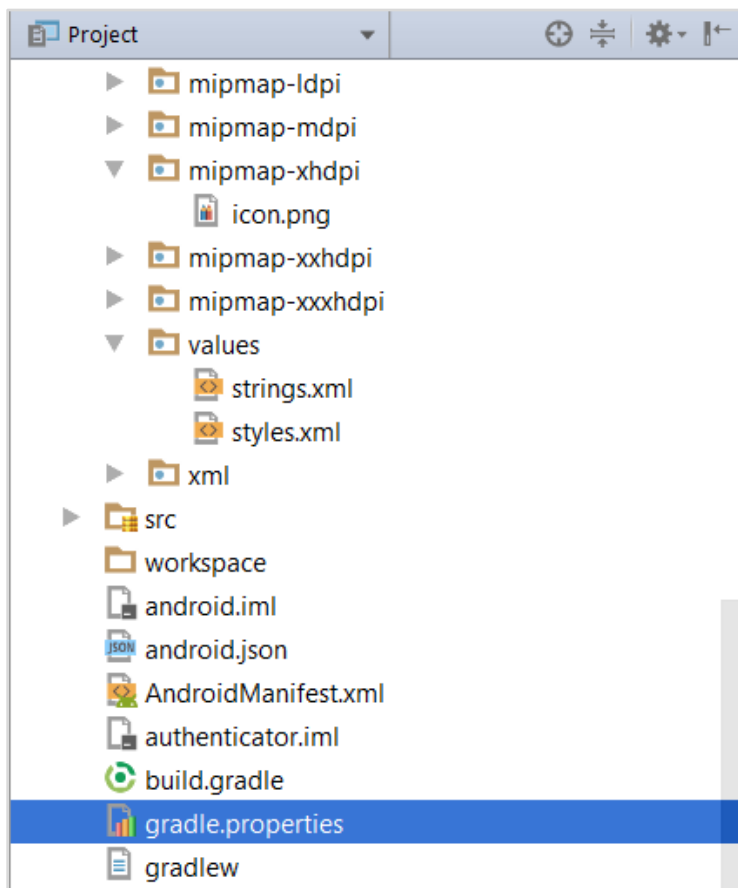 Project
mipmap-ldpi
mipmap-mdpi
mipmap-xhdpi
icon.png
mipmap-xxhdpi
mipmap-xxxhdpi
values
strings.xml
styles.xml
xml
src
workspace
android.iml
JSON android.json
AndroidManifest.xml
authenticator.iml
build.gradle
gradle.properties
gradlew